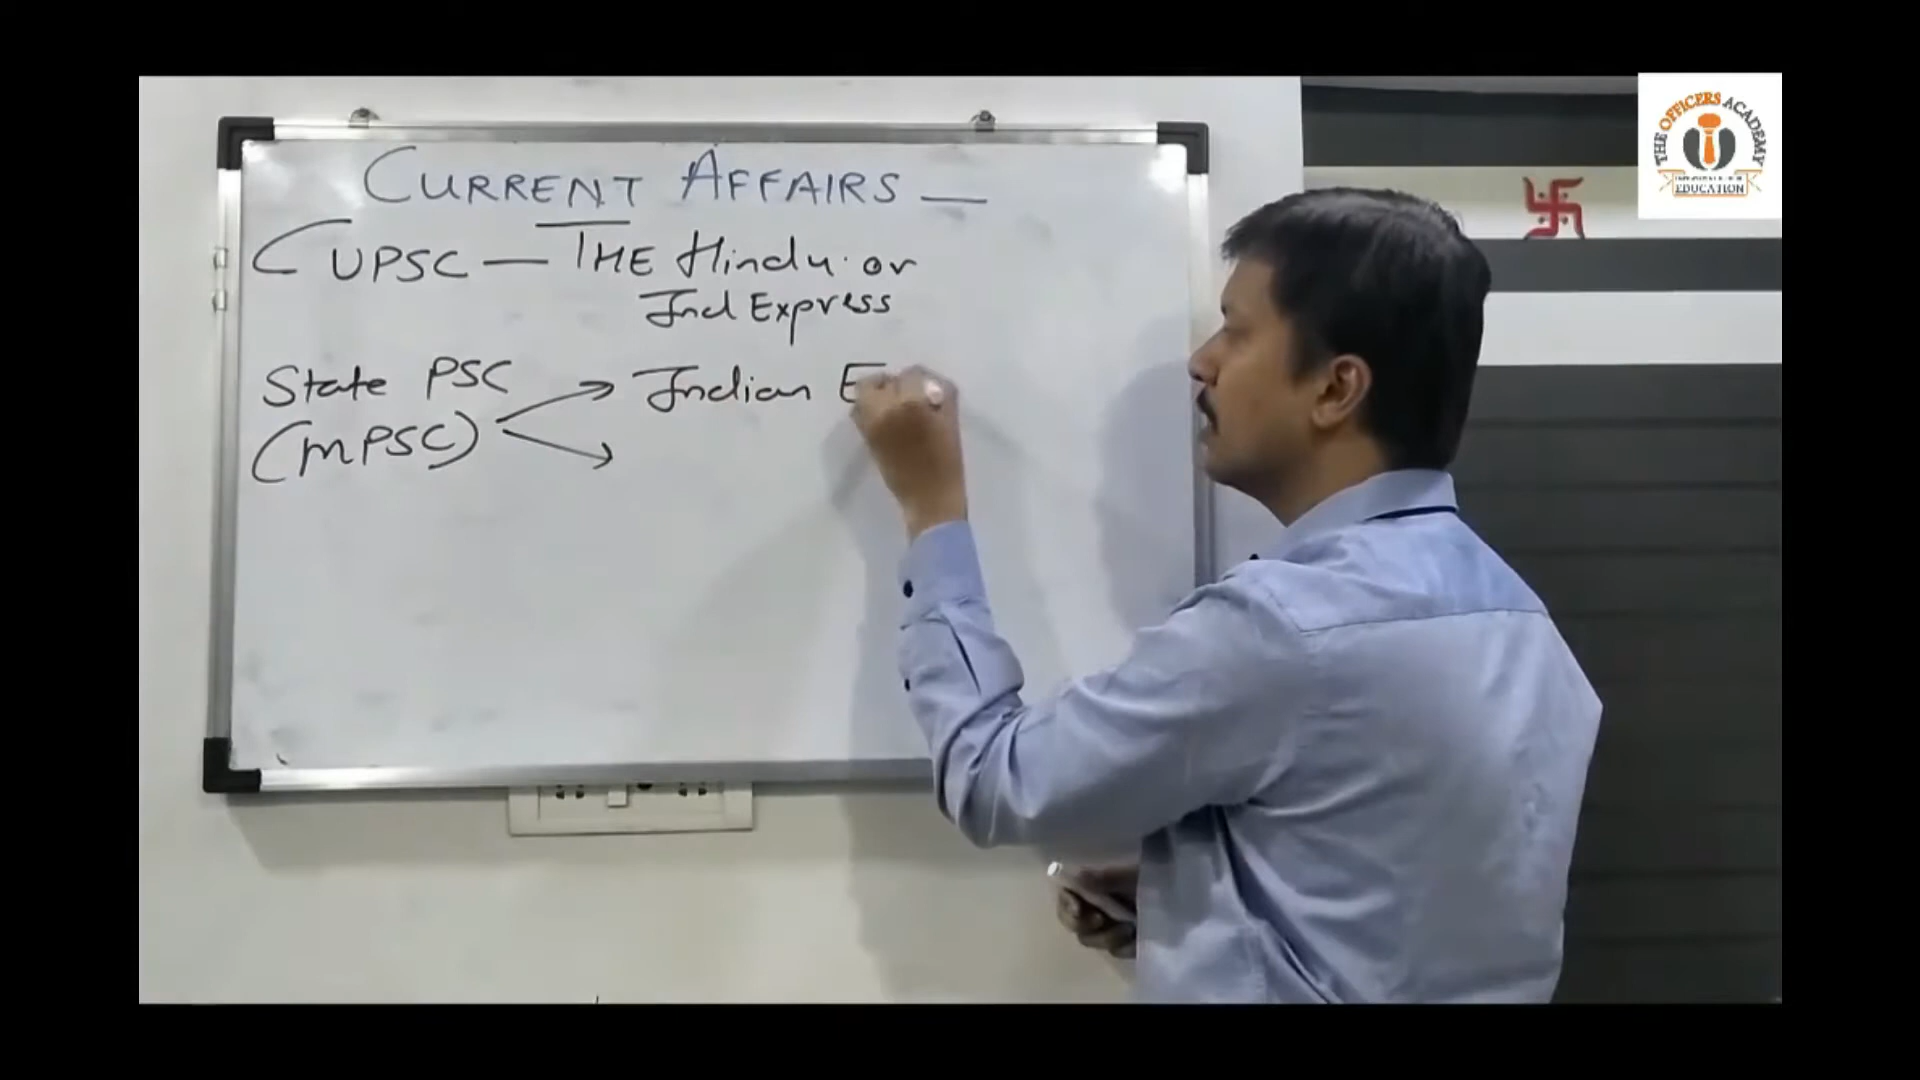 CURRENT AFFAIRS —
UPSC — THE Hindu or
Ind Express
State PSC → Indian E
(MPSC) →
THE OFFICERS ACADEMY
EDUCATION